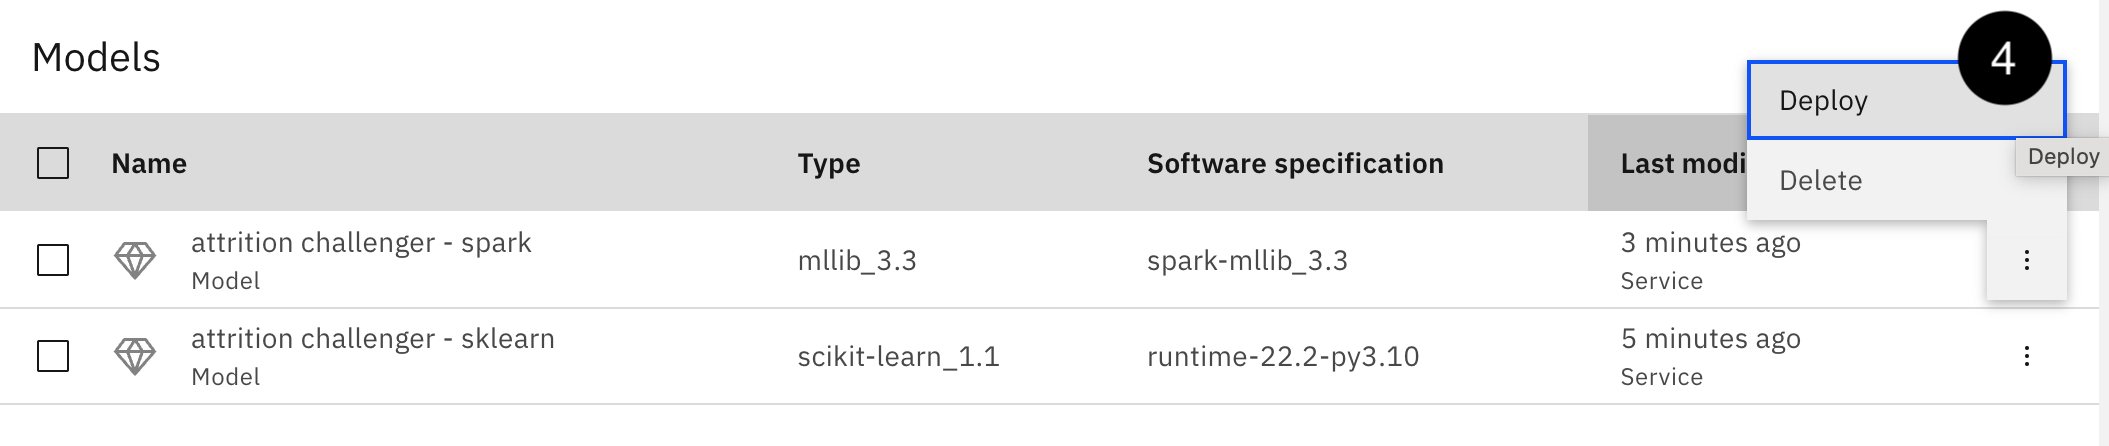 Models
4
Deploy
Deploy
Delete
Name Type Software specification Last modi
attrition challenger - spark
Model
mllib_3.3
spark-mllib_3.3
3 minutes ago
Service
attrition challenger - sklearn
Model
scikit-learn_1.1
runtime-22.2-py3.10
5 minutes ago
Service